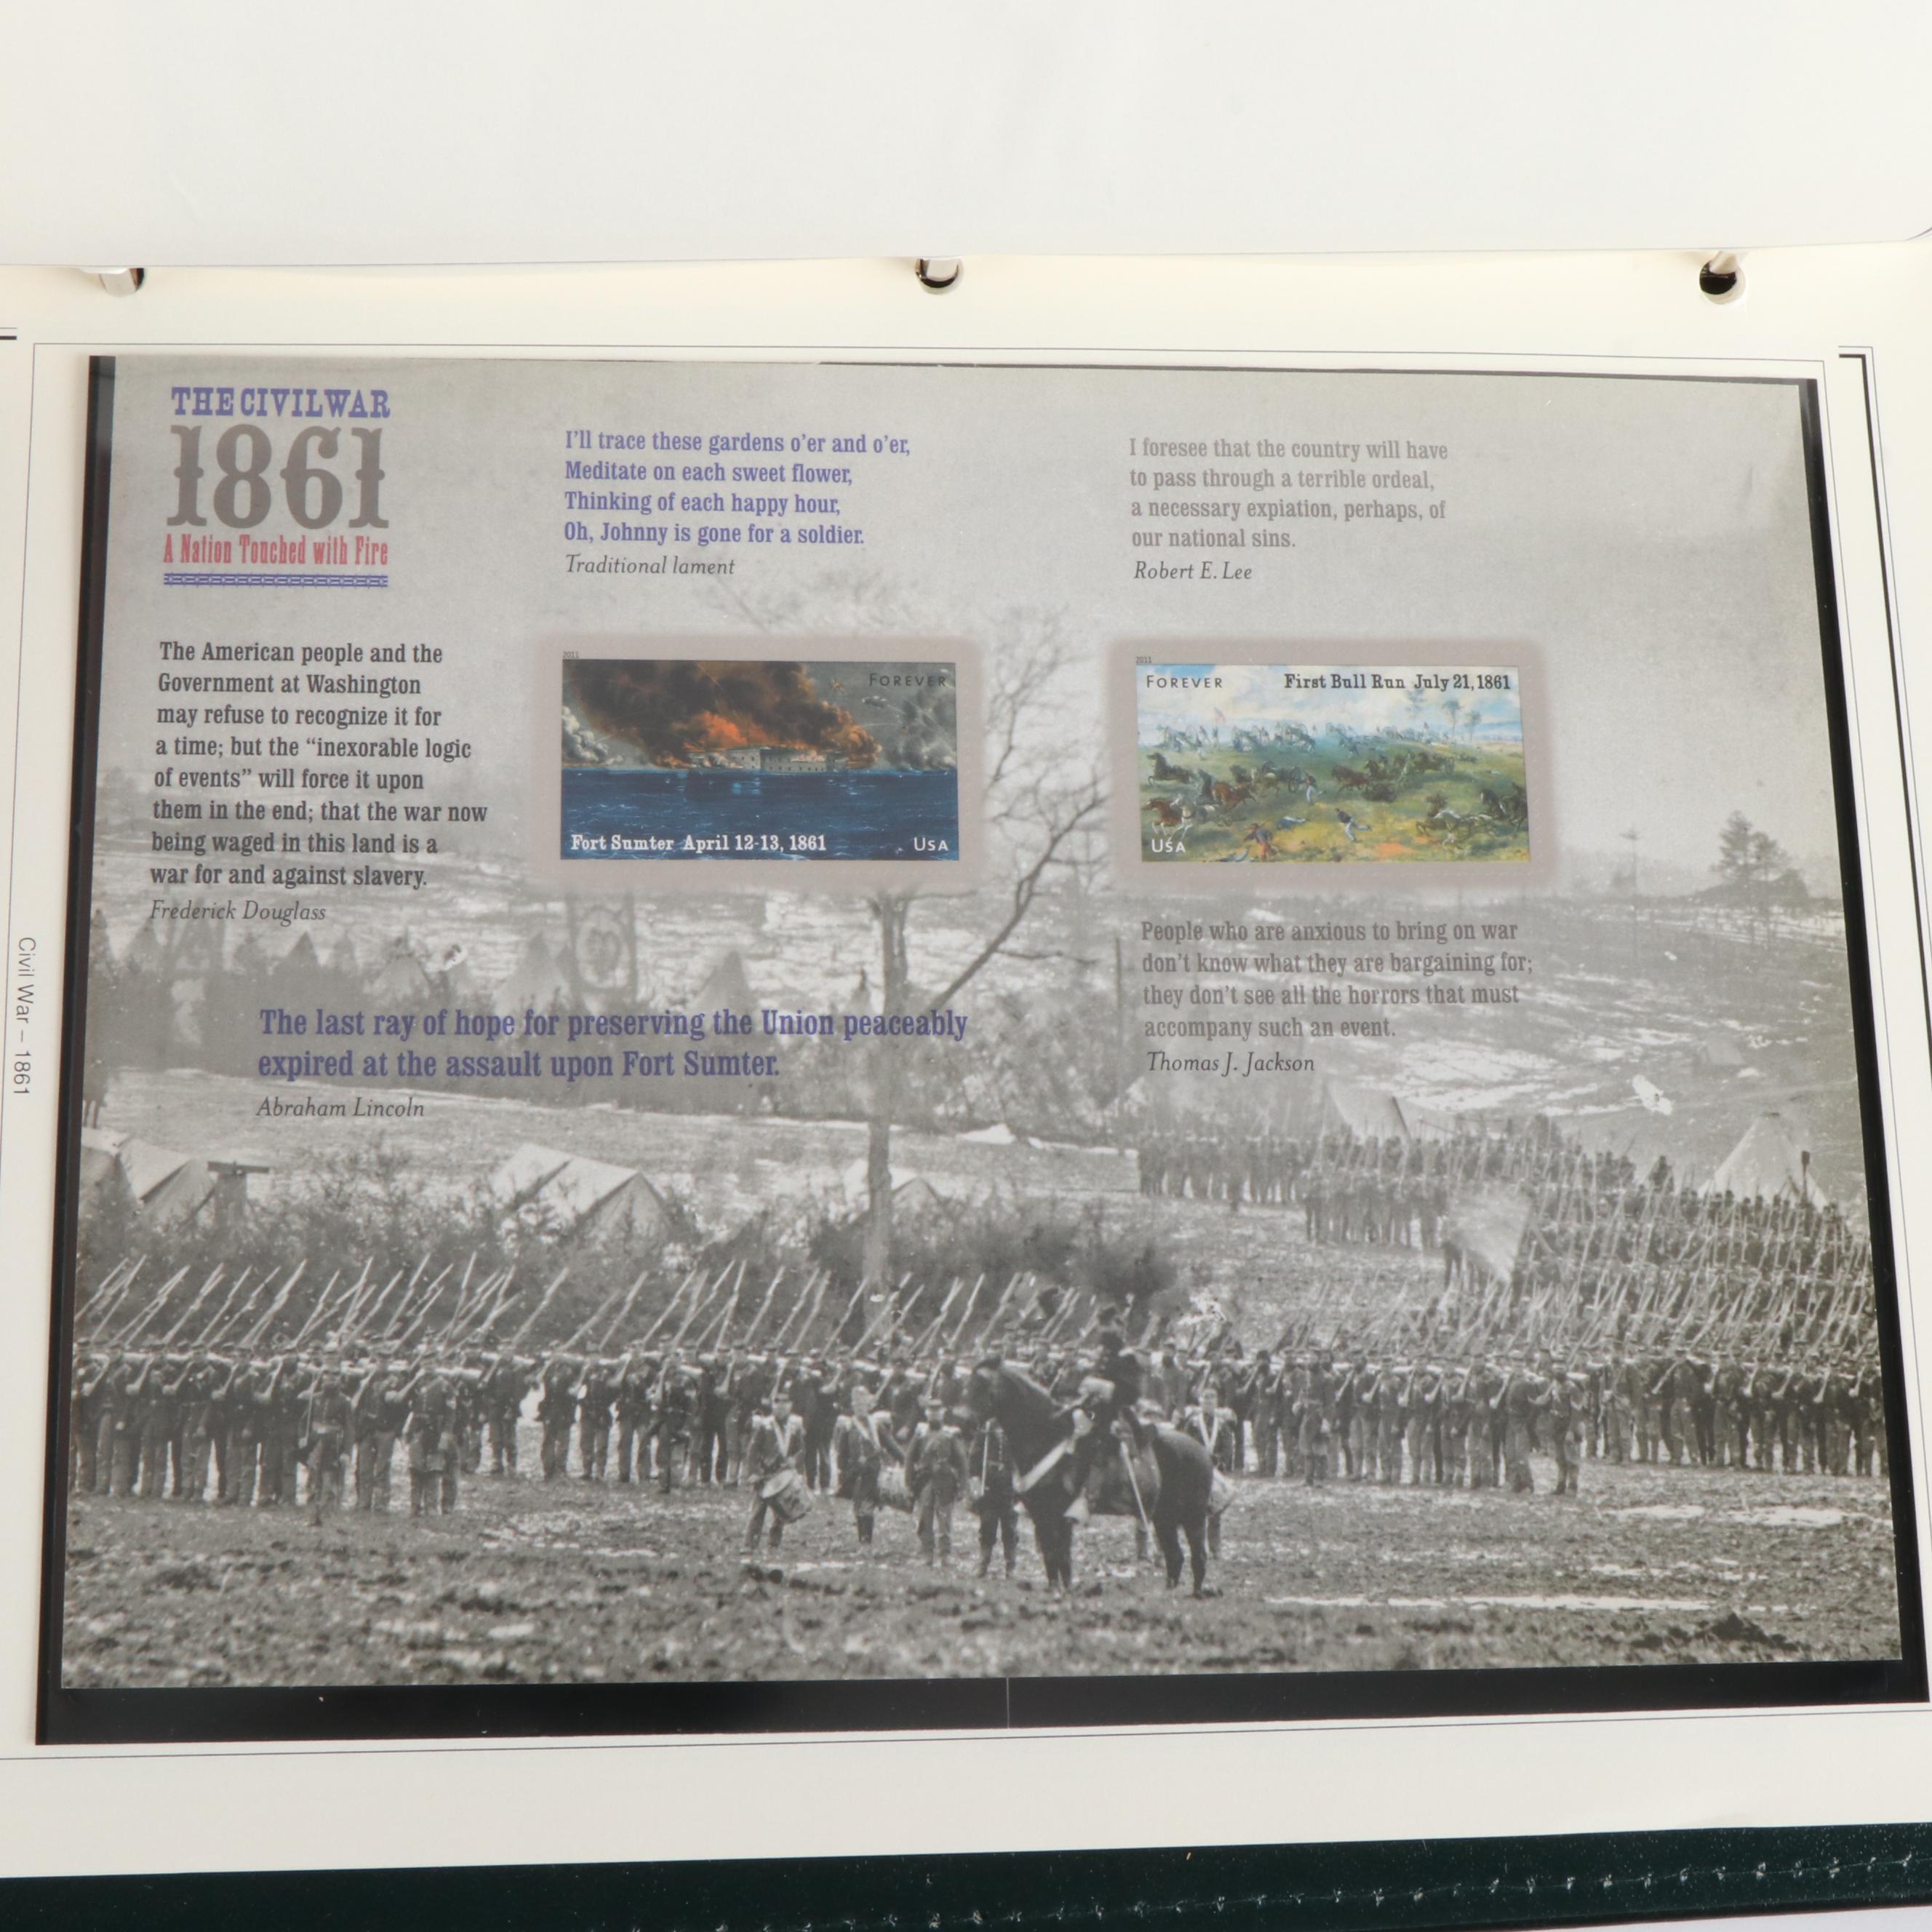 THE CIVIL WAR
1861
A Nation Touched with Fire
I'll trace these gardens o'er and o'er,
Meditate on each sweet flower,
Thinking of each happy hour,
Oh, Johnny is gone for a soldier.
Traditional lament
I foresee that the country will have
to pass through a terrible ordeal,
a necessary expiation, perhaps, of
our national sins.
Robert E. Lee
The American people and the
Government at Washington
may refuse to recognize it for
a time; but the “inexorable logic
of events” will force it upon
them in the end; that the war now
being waged in this land is a
war for and against slavery.
Frederick Douglass
2011
FOREVER
Fort Sumter April 12-13, 1861
USA
2011
FOREVER
First Bull Run July 21, 1861
USA
The last ray of hope for preserving the Union peaceably
expired at the assault upon Fort Sumter.
Abraham Lincoln
People who are anxious to bring on war
don't know what they are bargaining for;
they don't see all the horrors that must
accompany such an event.
Thomas J. Jackson
Civil War – 1861